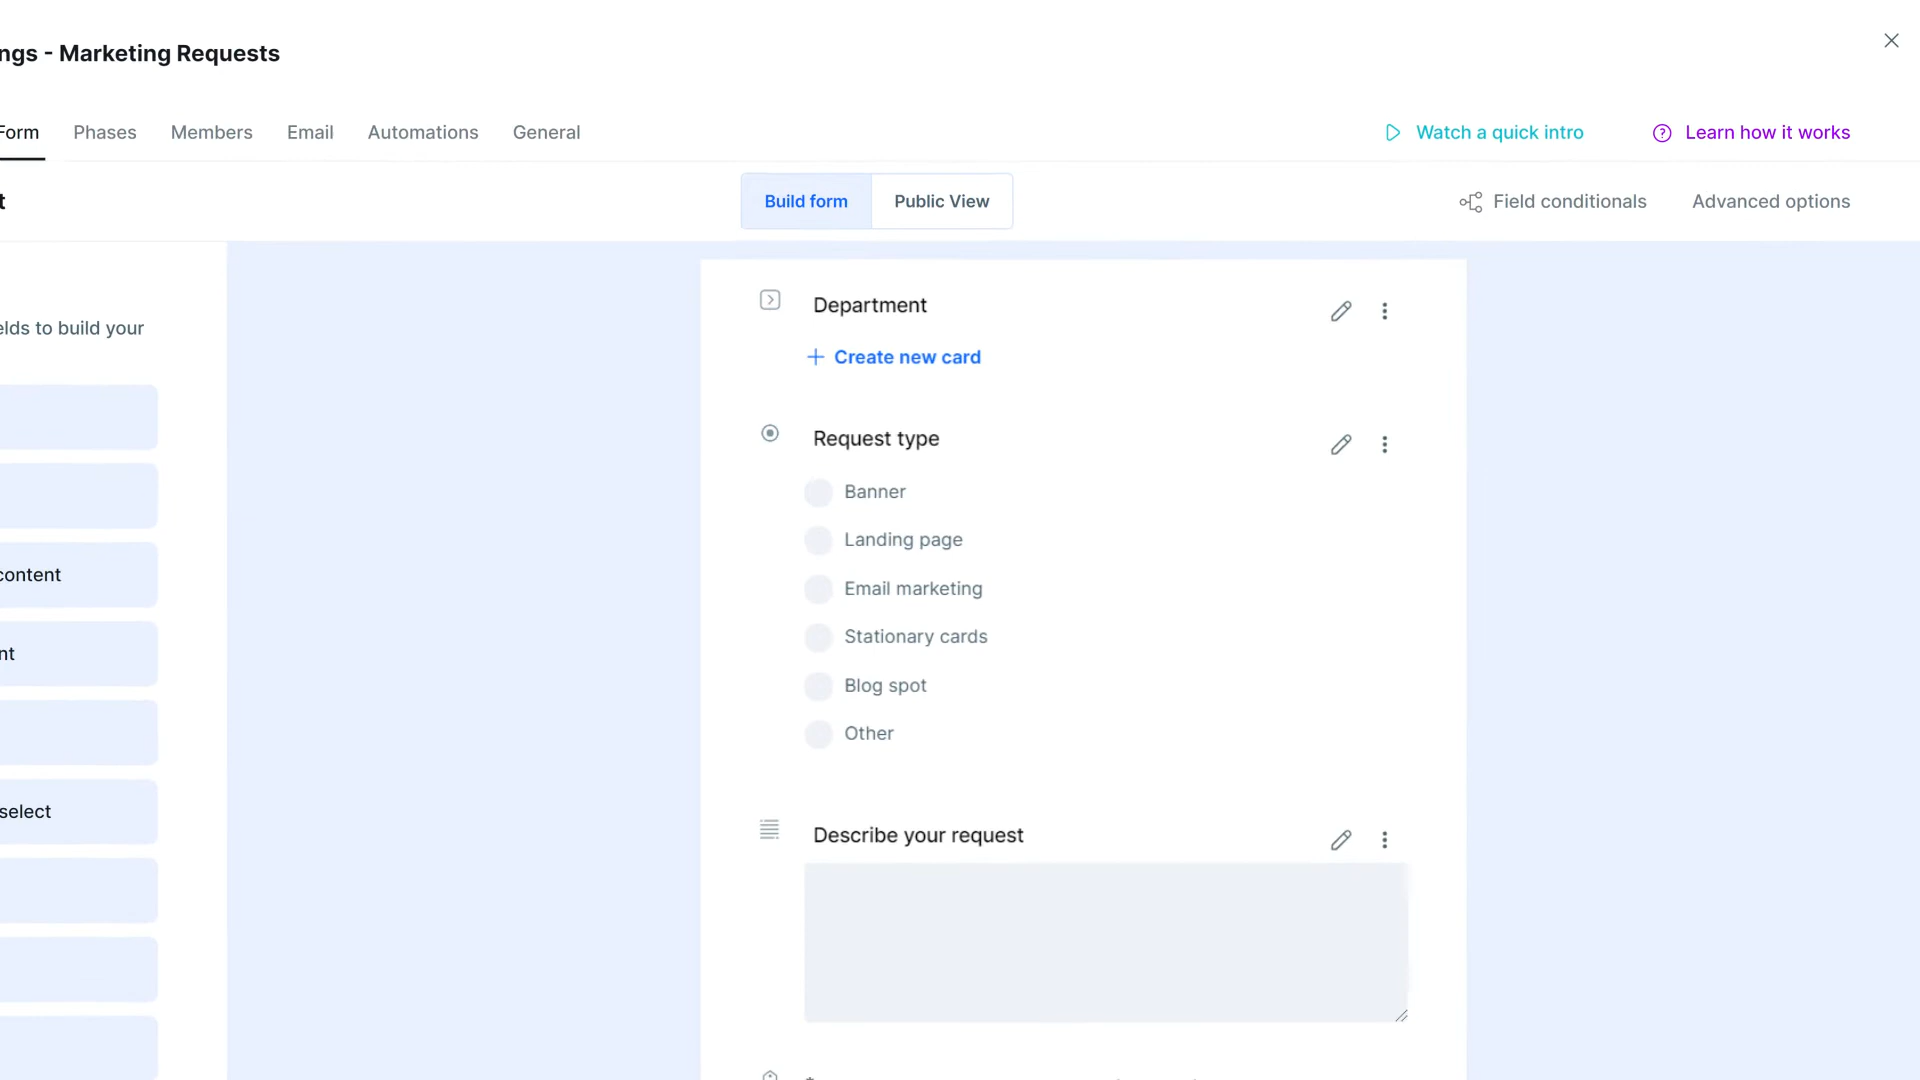 ngs - Marketing Requests
Form Phases Members Email Automations General Watch a quick intro Learn how it works
t Build form Public View Field conditionals Advanced options
elds to build your
content
nt
select
Department
Create new card
Request type
Banner
Landing page
Email marketing
Stationary cards
Blog spot
Other
Describe your request